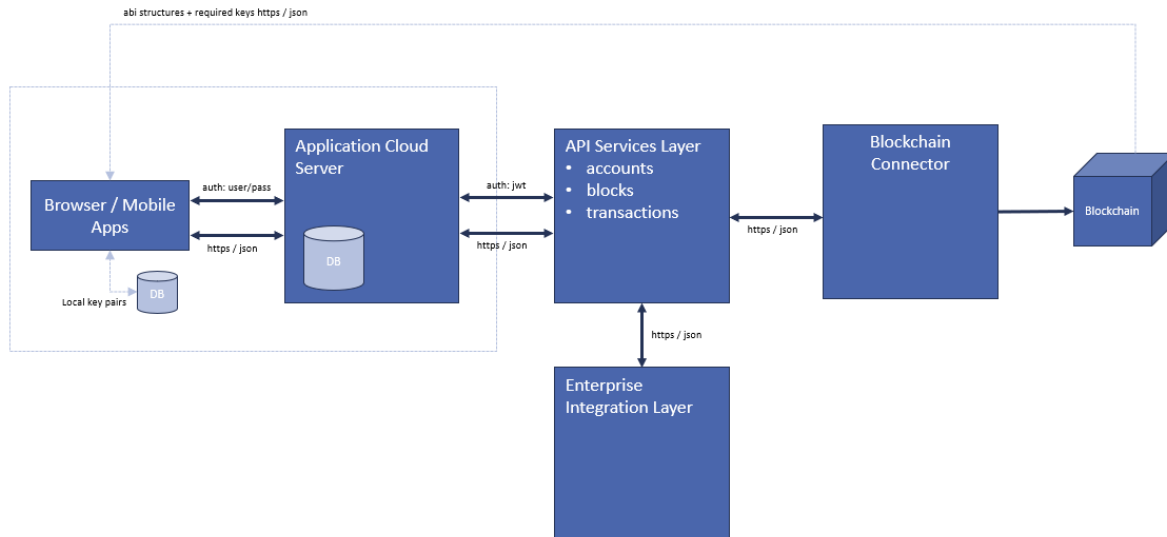 abi structures + required keys https / json
Application Cloud
Server
DB
Browser / Mobile
Apps
auth: user/pass
https / json
Local key pairs
DB
auth: jwt
https / json
API Services Layer
• accounts
• blocks
• transactions
https / json
Enterprise
Integration Layer
https / json
Blockchain
Connector
Blockchain